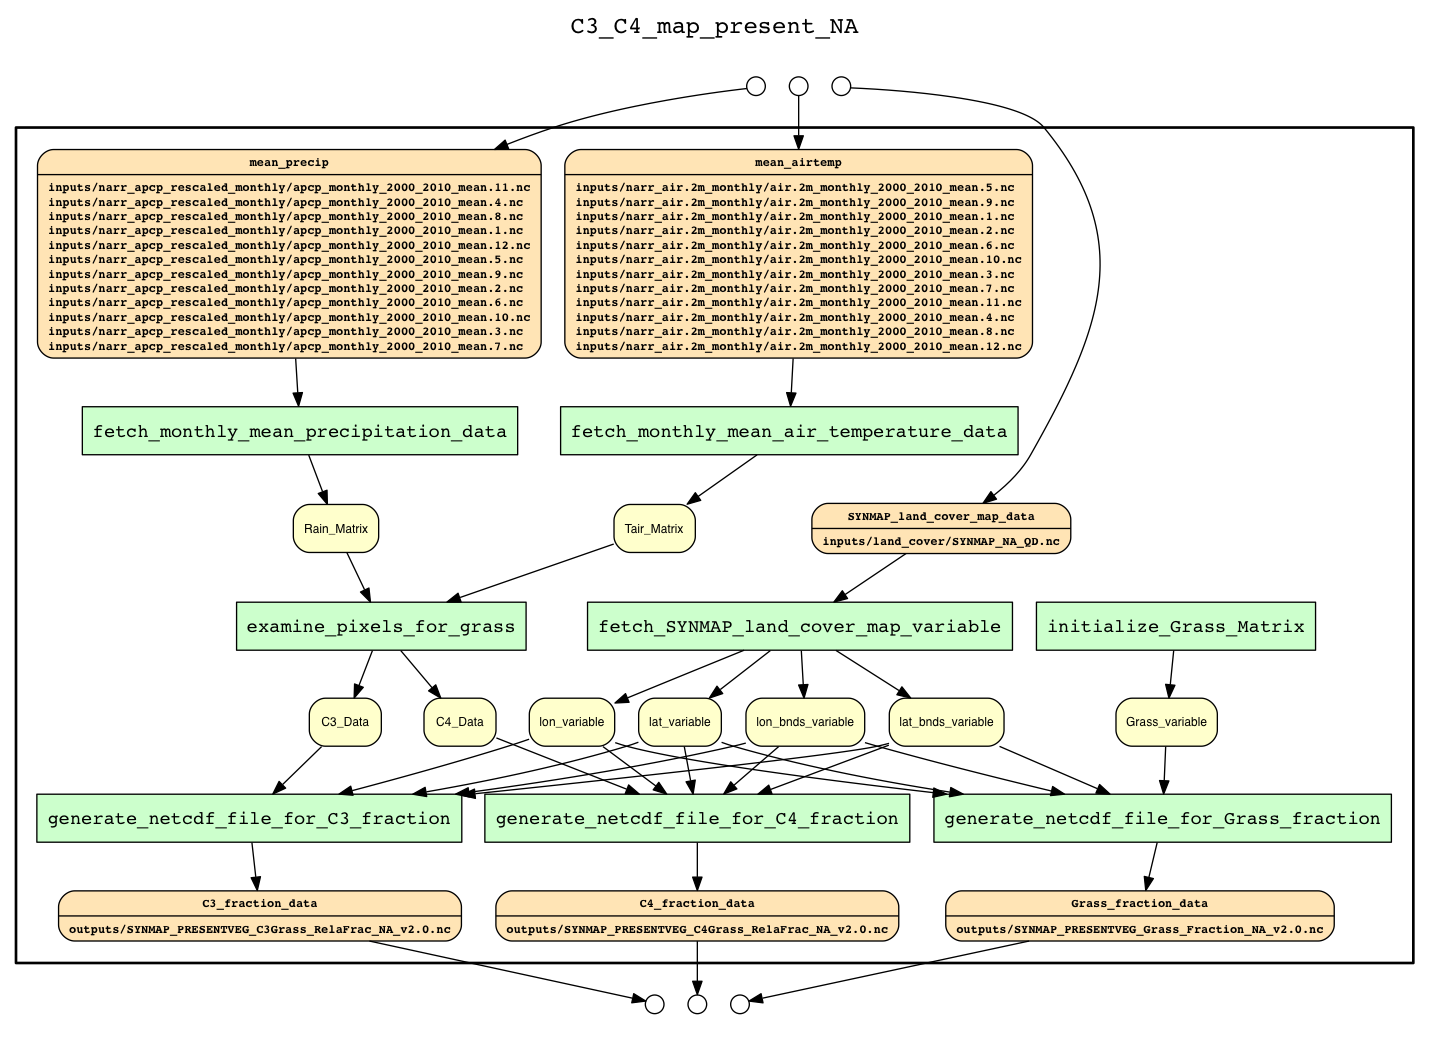 C3_C4_map_present_NA
mean_precip
inputs/narr_apcp_rescaled_monthly/apcp_monthly_2000_2010_mean.11.nc
inputs/narr_apcp_rescaled_monthly/apcp_monthly_2000_2010_mean.4.nc
inputs/narr_apcp_rescaled_monthly/apcp_monthly_2000_2010_mean.8.nc
inputs/narr_apcp_rescaled_monthly/apcp_monthly_2000_2010_mean.1.nc
inputs/narr_apcp_rescaled_monthly/apcp_monthly_2000_2010_mean.12.nc
inputs/narr_apcp_rescaled_monthly/apcp_monthly_2000_2010_mean.5.nc
inputs/narr_apcp_rescaled_monthly/apcp_monthly_2000_2010_mean.9.nc
inputs/narr_apcp_rescaled_monthly/apcp_monthly_2000_2010_mean.2.nc
inputs/narr_apcp_rescaled_monthly/apcp_monthly_2000_2010_mean.6.nc
inputs/narr_apcp_rescaled_monthly/apcp_monthly_2000_2010_mean.10.nc
inputs/narr_apcp_rescaled_monthly/apcp_monthly_2000_2010_mean.3.nc
inputs/narr_apcp_rescaled_monthly/apcp_monthly_2000_2010_mean.7.nc
mean_airtemp
inputs/narr_air.2m_monthly/air.2m_monthly_2000_2010_mean.5.nc
inputs/narr_air.2m_monthly/air.2m_monthly_2000_2010_mean.9.nc
inputs/narr_air.2m_monthly/air.2m_monthly_2000_2010_mean.1.nc
inputs/narr_air.2m_monthly/air.2m_monthly_2000_2010_mean.2.nc
inputs/narr_air.2m_monthly/air.2m_monthly_2000_2010_mean.6.nc
inputs/narr_air.2m_monthly/air.2m_monthly_2000_2010_mean.10.nc
inputs/narr_air.2m_monthly/air.2m_monthly_2000_2010_mean.3.nc
inputs/narr_air.2m_monthly/air.2m_monthly_2000_2010_mean.7.nc
inputs/narr_air.2m_monthly/air.2m_monthly_2000_2010_mean.11.nc
inputs/narr_air.2m_monthly/air.2m_monthly_2000_2010_mean.4.nc
inputs/narr_air.2m_monthly/air.2m_monthly_2000_2010_mean.8.nc
inputs/narr_air.2m_monthly/air.2m_monthly_2000_2010_mean.12.nc
fetch_monthly_mean_precipitation_data
fetch_monthly_mean_air_temperature_data
Rain_Matrix
Tair_Matrix
SYNMAP_land_cover_map_data
inputs/land_cover/SYNMAP_NA_QD.nc
examine_pixels_for_grass
fetch_SYNMAP_land_cover_map_variable
initialize_Grass_Matrix
C3_Data
C4_Data
lon_variable
lat_variable
lon_bnds_variable
lat_bnds_variable
Grass_variable
generate_netcdf_file_for_C3_fraction
generate_netcdf_file_for_C4_fraction
generate_netcdf_file_for_Grass_fraction
C3_fraction_data
outputs/SYNMAP_PRESENTVEG_C3Grass_RelaFrac_NA_v2.0.nc
C4_fraction_data
outputs/SYNMAP_PRESENTVEG_C4Grass_RelaFrac_NA_v2.0.nc
Grass_fraction_data
outputs/SYNMAP_PRESENTVEG_Grass_Fraction_NA_v2.0.nc